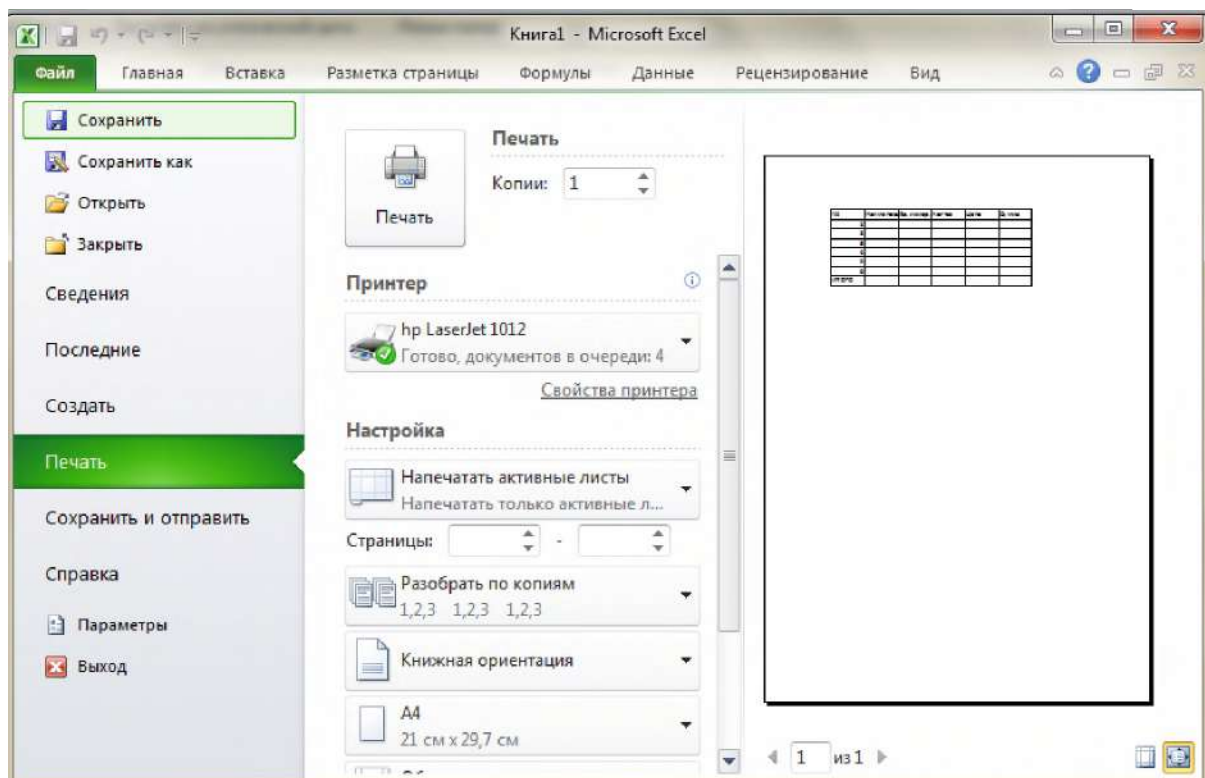 Книга1 - Microsoft Excel
Файл Главная Вставка Разметка страницы Формулы Данные Рецензирование Вид
Сохранить
Сохранить как
Открыть
Закрыть
Сведения
Последние
Создать
Печать
Сохранить и отправить
Справка
Параметры
Выход
Печать
Печать
Копии: 1
Принтер
hp LaserJet 1012
Готово, документов в очереди: 4
Свойства принтера
Настройка
Напечатать активные листы
Напечатать только активные л...
Страницы: -
Разобрать по копиям
1,2,3 1,2,3 1,2,3
Книжная ориентация
A4
21 см x 29,7 см
1 из 1